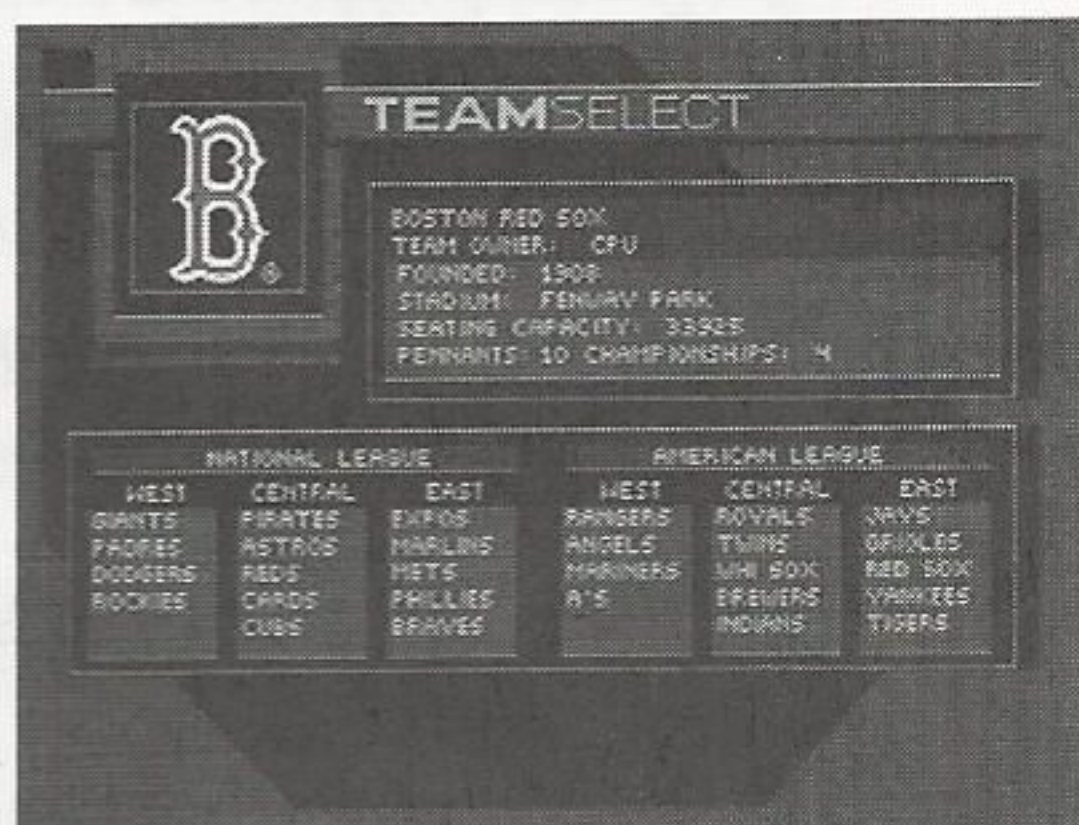 B
TEAMSELECT
BOSTON RED SOX
TEAM OWNER: CPU
FOUNDED:
STADIUM: FENWAY PARK
SEATING CAPACITY: 33925
PENNANTS: 10 CHAMPIONSHIPS: 4
NATIONAL LEAGUE AMERICAN LEAGUE
WEST CENTRAL EAST WEST CENTRAL EAST
GIANTS PIRATES EXPOS RANGERS ROYALS JAYS
PADRES ASTROS MARLINS ANGELS TWINS ORIOLES
DODGERS REDS METS MARINERS WHI SOX RED SOX
ROCKIES CARDS PHILLIES A'S BREWERS YANKEES
CUBS BRAVES INDIANS TIGERS